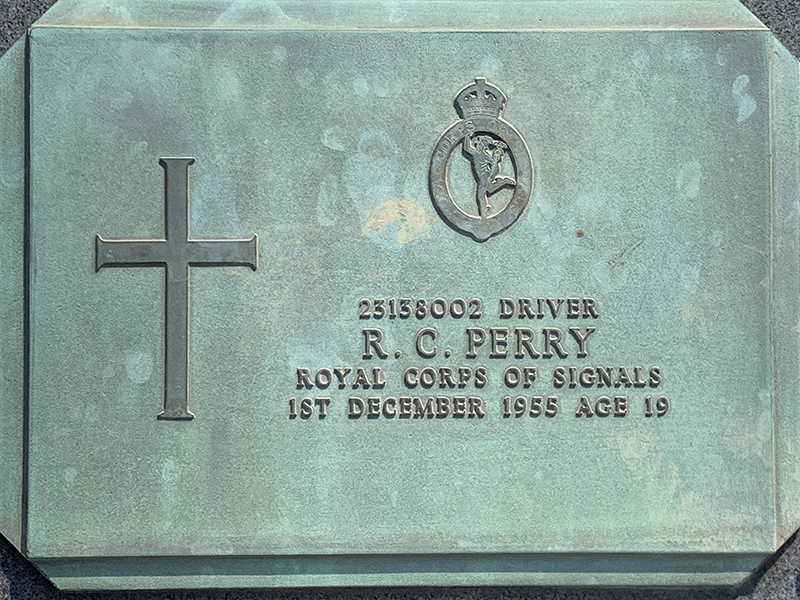 23138002 DRIVER
R. C. PERRY
ROYAL CORPS OF SIGNALS
1ST DECEMBER 1955 AGE 19